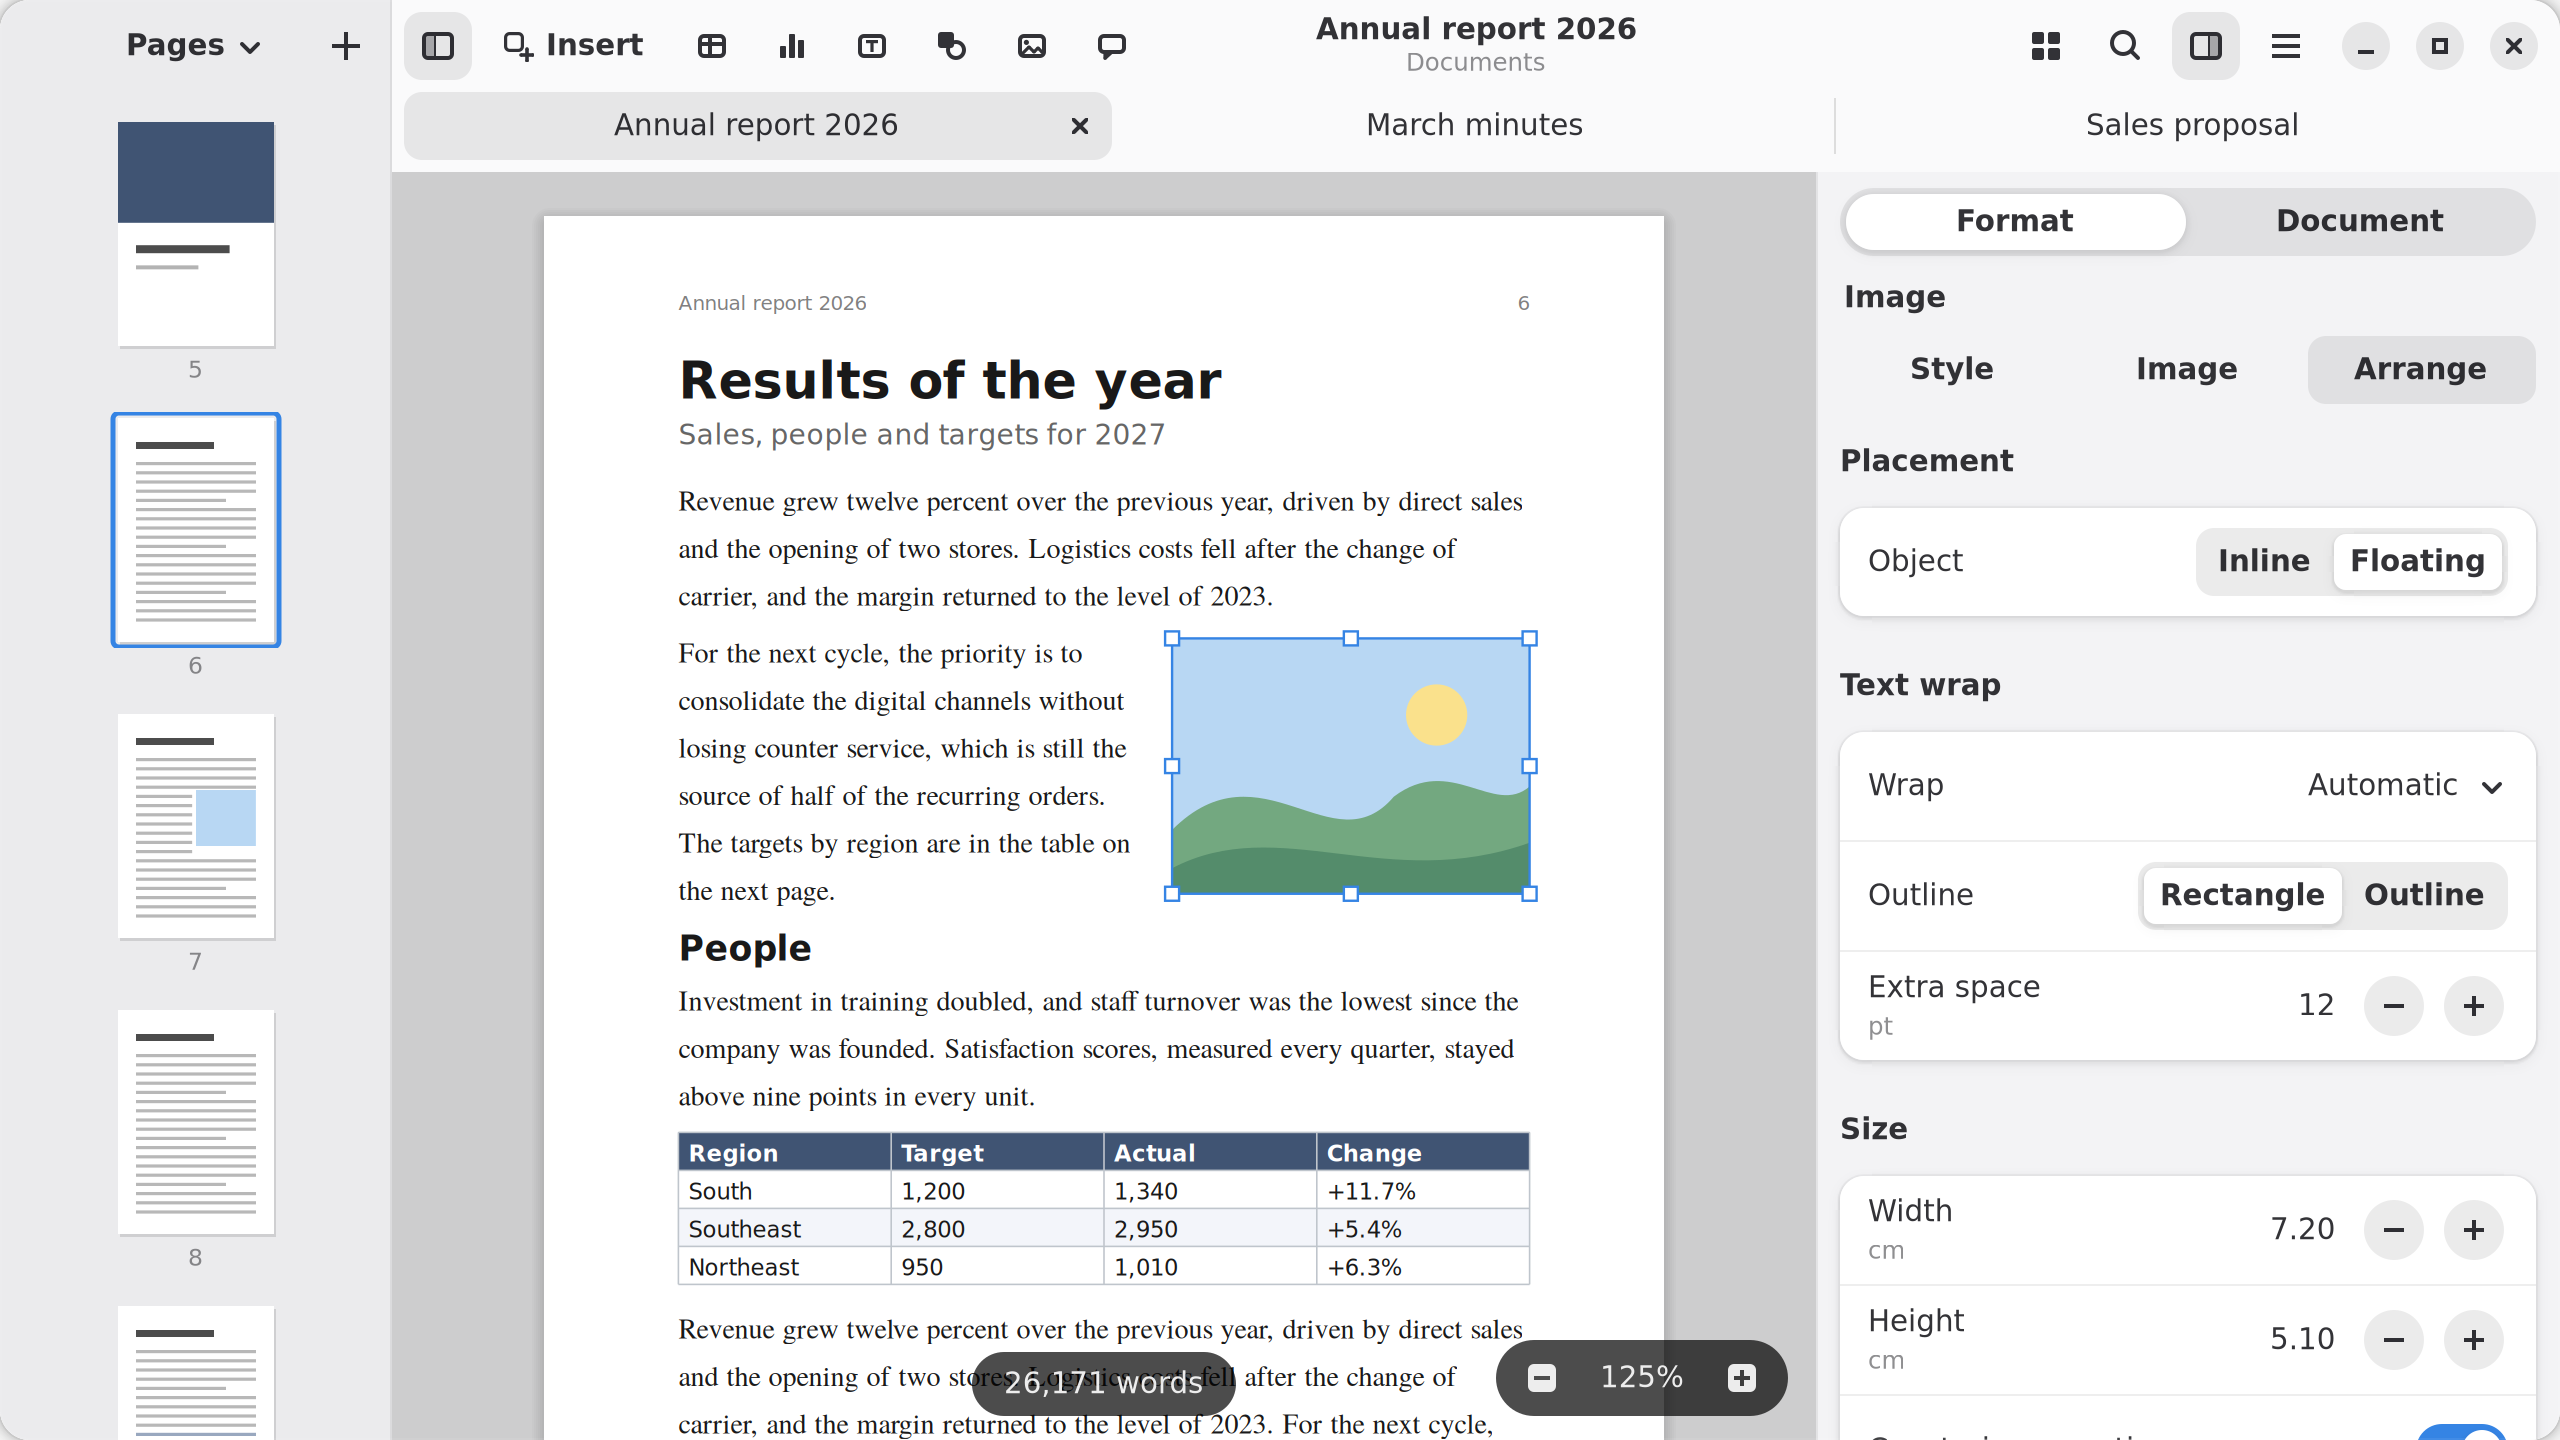 Pages
Insert
Annual report 2026
Documents
Annual report 2026
March minutes
Sales proposal
5
6
7
8
Annual report 2026
6
Results of the year
Sales, people and targets for 2027
Revenue grew twelve percent over the previous year, driven by direct sales
and the opening of two stores. Logistics costs fell after the change of
carrier, and the margin returned to the level of 2023.
For the next cycle, the priority is to
consolidate the digital channels without
losing counter service, which is still the
source of half of the recurring orders.
The targets by region are in the table on
the next page.
People
Investment in training doubled, and staff turnover was the lowest since the
company was founded. Satisfaction scores, measured every quarter, stayed
above nine points in every unit.
Region Target Actual Change
South 1,200 1,340 +11.7%
Southeast 2,800 2,950 +5.4%
Northeast 950 1,010 +6.3%
Revenue grew twelve percent over the previous year, driven by direct sales
and the opening of two stores. Logistics costs fell after the change of
carrier, and the margin returned to the level of 2023. For the next cycle,
26,171 words
125%
Format
Document
Image
Style
Image
Arrange
Placement
Object
Inline
Floating
Text wrap
Wrap
Automatic
Outline
Rectangle
Outline
Extra space
pt
12
Size
Width
cm
7.20
Height
cm
5.10